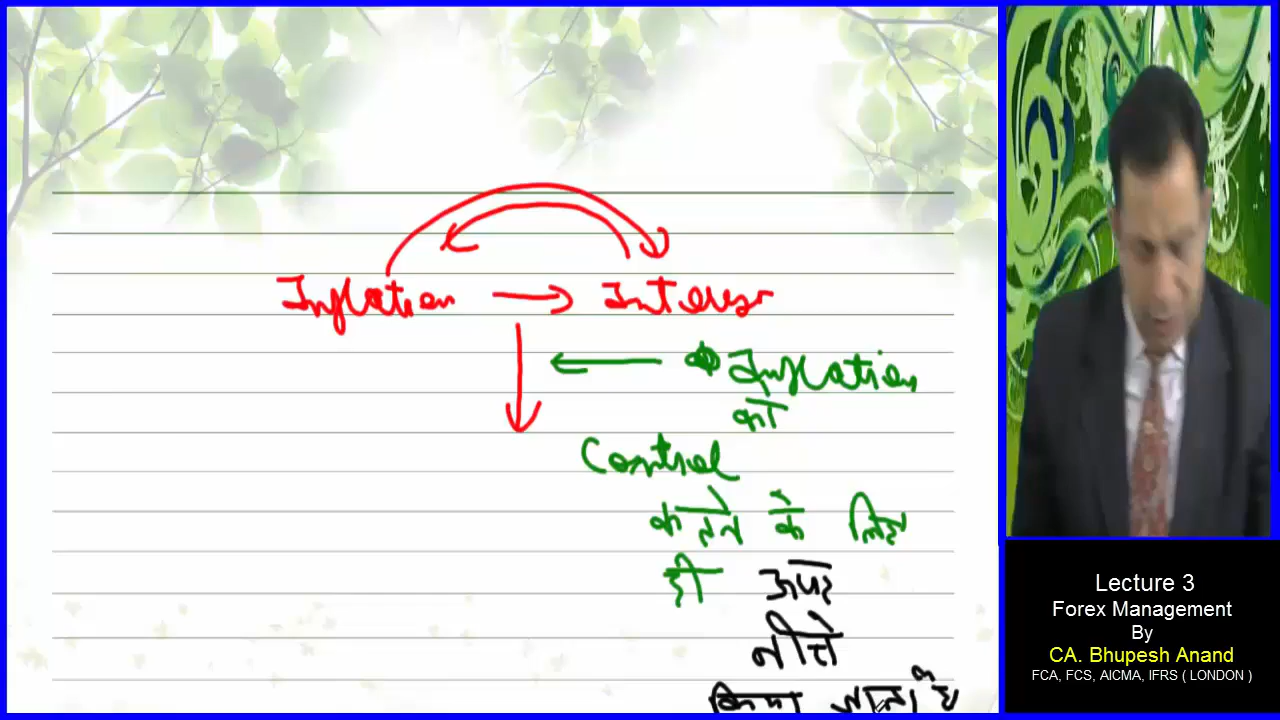 Inflation → Interest
← Inflation
को
Control
करने के लिए
ही ऊपर
नीचे
किया जाता है
Lecture 3
Forex Management
By
CA. Bhupesh Anand
FCA, FCS, AICMA, IFRS ( LONDON )